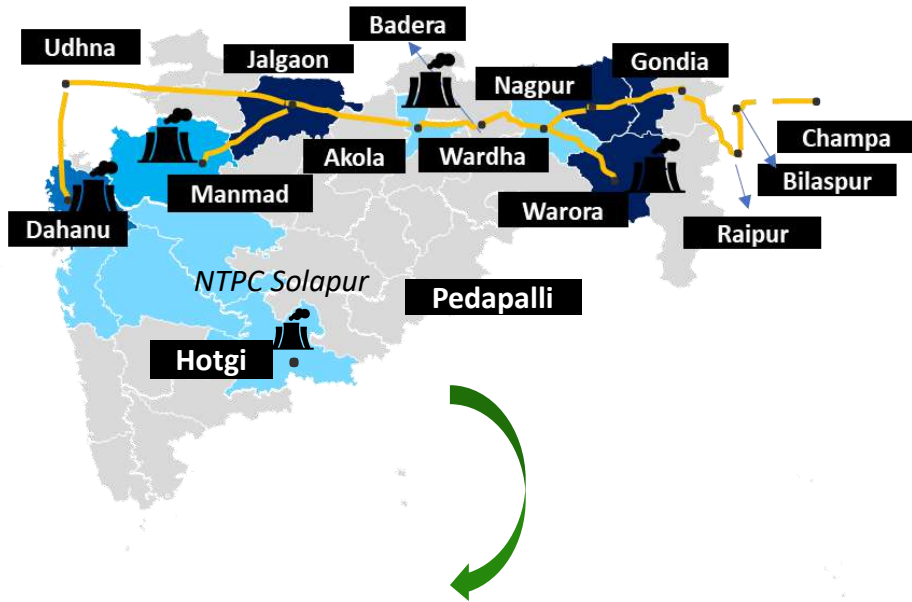 Badera
Udhna
Jalgaon
Nagpur
Gondia
Akola
Wardha
Champa
Manmad
Bilaspur
Warora
Dahanu
Raipur
NTPC Solapur
Pedapalli
Hotgi